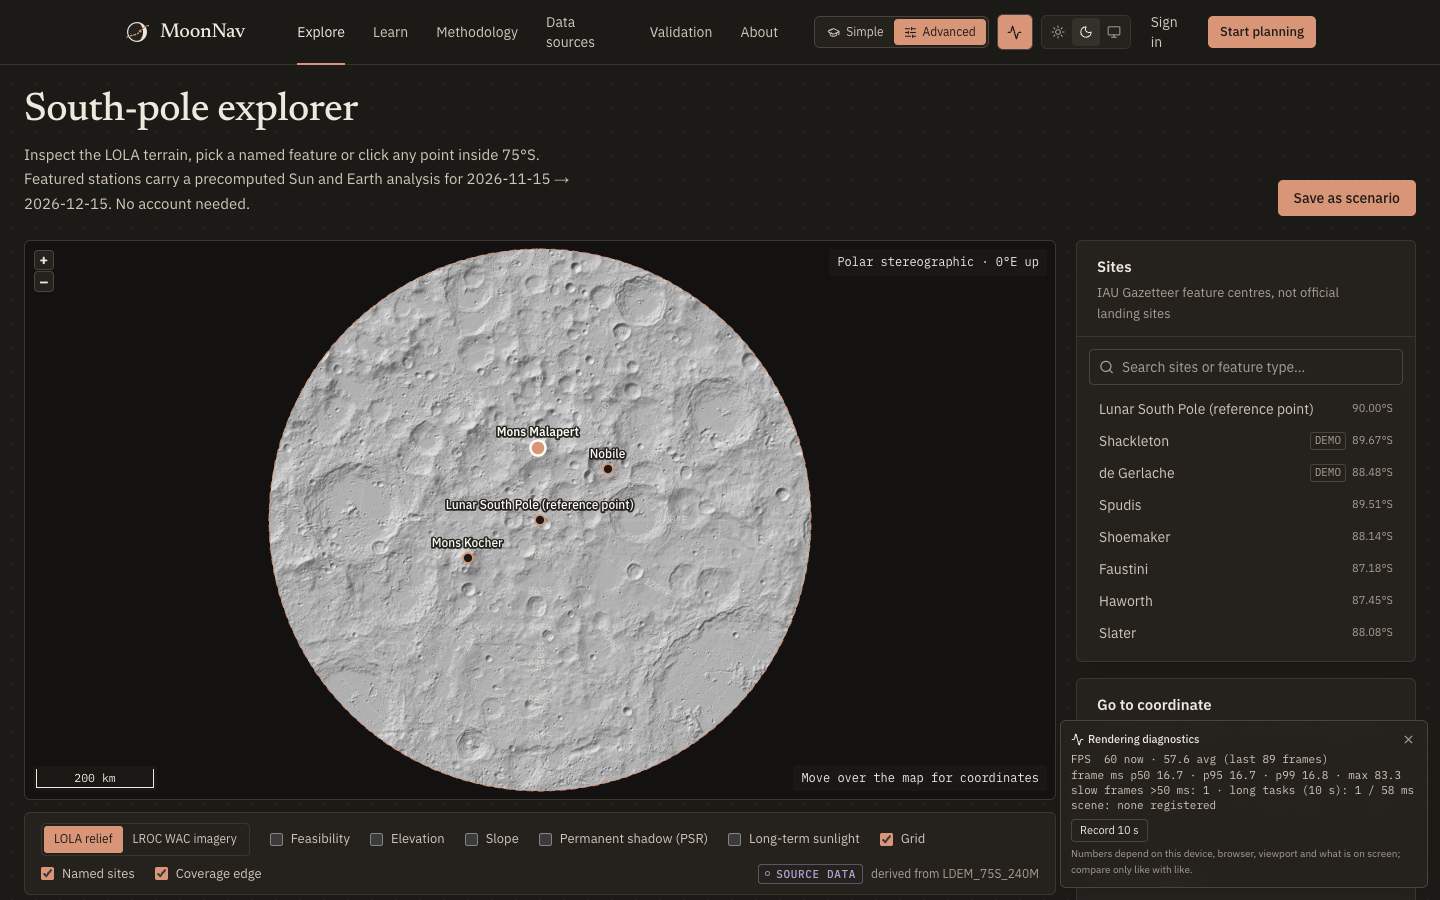 MoonNav
Explore
Learn
Methodology
Data sources
Validation
About
Simple
Advanced
Sign in
Start planning
South-pole explorer
Inspect the LOLA terrain, pick a named feature or click any point inside 75°S.
Featured stations carry a precomputed Sun and Earth analysis for 2026-11-15 →
2026-12-15. No account needed.
Save as scenario
+
−
Polar stereographic · 0°E up
Mons Malapert
Nobile
Lunar South Pole (reference point)
Mons Kocher
200 km
Move over the map for coordinates
LOLA relief
LROC WAC imagery
Feasibility
Elevation
Slope
Permanent shadow (PSR)
Long-term sunlight
Grid
Named sites
Coverage edge
SOURCE DATA
derived from LDEM_75S_240M
Sites
IAU Gazetteer feature centres, not official
landing sites
Search sites or feature type...
Lunar South Pole (reference point) 90.00°S
Shackleton DEMO 89.67°S
de Gerlache DEMO 88.48°S
Spudis 89.51°S
Shoemaker 88.14°S
Faustini 87.18°S
Haworth 87.45°S
Slater 88.08°S
Go to coordinate
Rendering diagnostics
FPS 60 now · 57.6 avg (last 89 frames)
frame ms p50 16.7 · p95 16.7 · p99 16.8 · max 83.3
slow frames >50 ms: 1 · long tasks (10 s): 1 / 58 ms
scene: none registered
Record 10 s
Numbers depend on this device, browser, viewport and what is on screen;
compare only like with like.